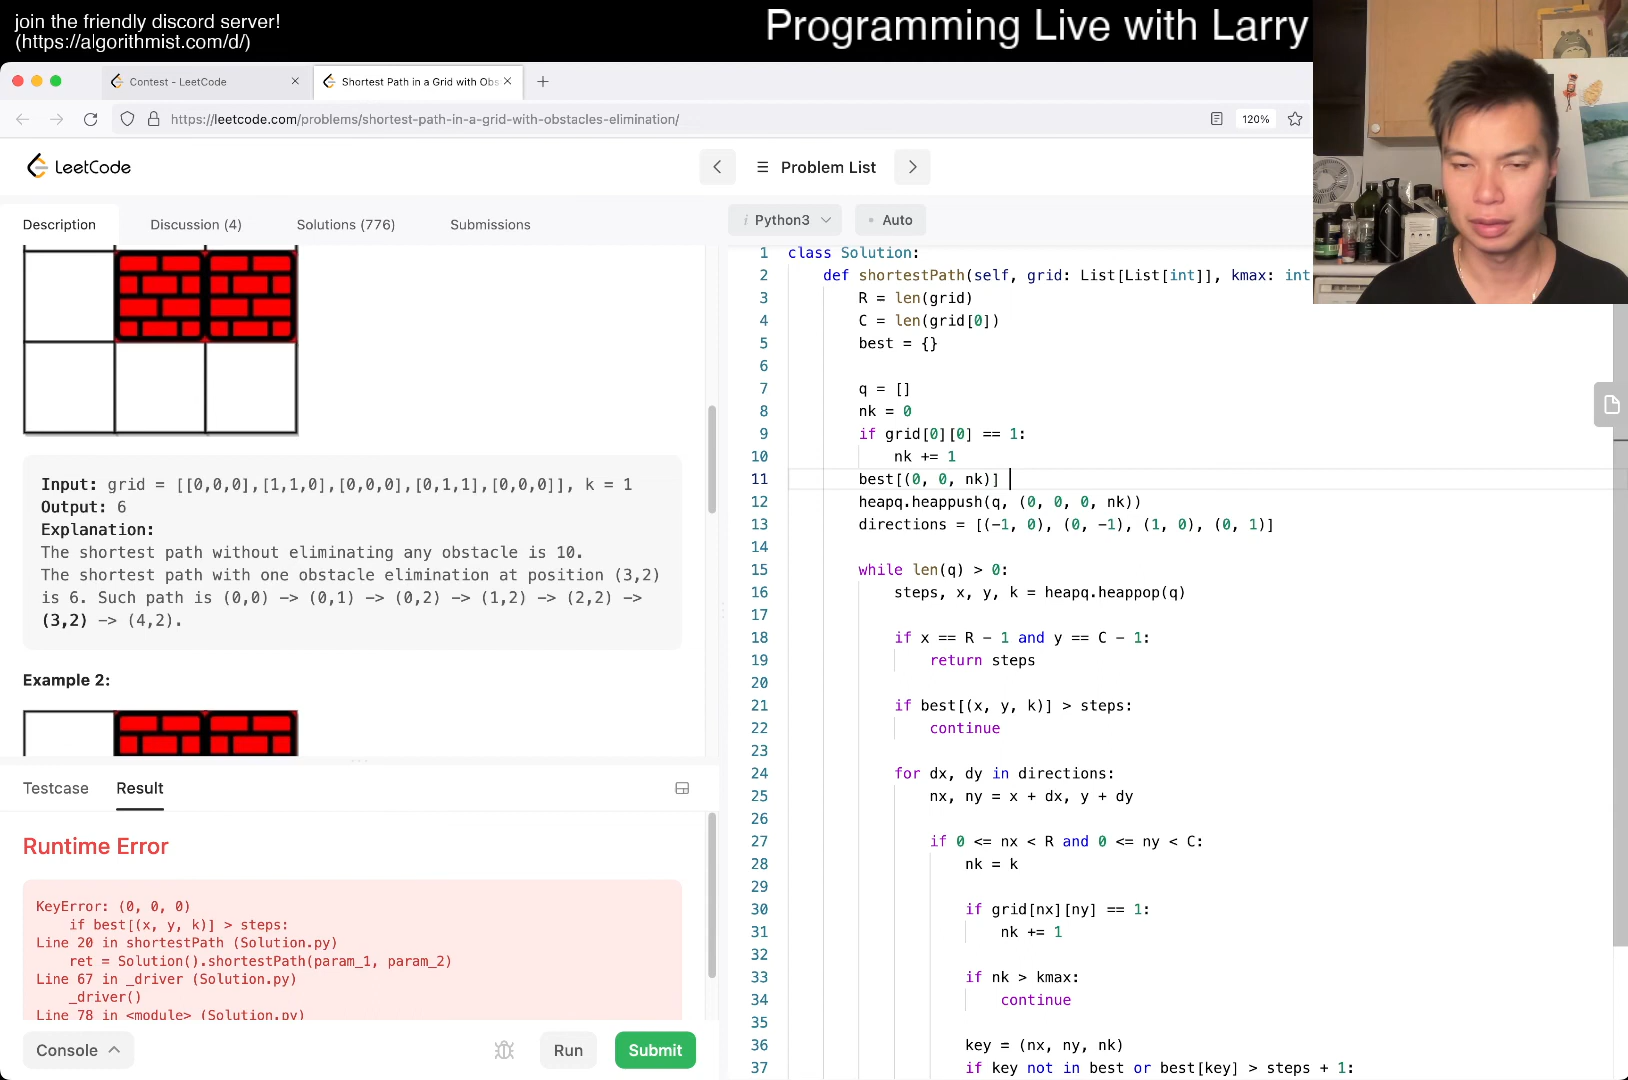 join the friendly discord server!
(https://algorithmist.com/d/)
Programming Live with Larry
Contest - LeetCode
Shortest Path in a Grid with Obs
https://leetcode.com/problems/shortest-path-in-a-grid-with-obstacles-elimination/
120%
LeetCode
Problem List
Description
Discussion (4)
Solutions (776)
Submissions
i Python3
Auto
Input: grid = [[0,0,0],[1,1,0],[0,0,0],[0,1,1],[0,0,0]], k = 1
Output: 6
Explanation:
The shortest path without eliminating any obstacle is 10.
The shortest path with one obstacle elimination at position (3,2)
is 6. Such path is (0,0) -> (0,1) -> (0,2) -> (1,2) -> (2,2) ->
(3,2) -> (4,2).
Example 2:
Testcase
Result
Runtime Error
KeyError: (0, 0, 0)
if best[(x, y, k)] > steps:
Line 20 in shortestPath (Solution.py)
ret = Solution().shortestPath(param_1, param_2)
Line 67 in _driver (Solution.py)
_driver()
Line 78 in <module> (Solution.py)
Console
Run
Submit
1 class Solution:
2 def shortestPath(self, grid: List[List[int]], kmax: int
3 R = len(grid)
4 C = len(grid[0])
5 best = {}
6
7 q = []
8 nk = 0
9 if grid[0][0] == 1:
10 nk += 1
11 best[(0, 0, nk)]
12 heapq.heappush(q, (0, 0, 0, nk))
13 directions = [(-1, 0), (0, -1), (1, 0), (0, 1)]
14
15 while len(q) > 0:
16 steps, x, y, k = heapq.heappop(q)
17
18 if x == R - 1 and y == C - 1:
19 return steps
20
21 if best[(x, y, k)] > steps:
22 continue
23
24 for dx, dy in directions:
25 nx, ny = x + dx, y + dy
26
27 if 0 <= nx < R and 0 <= ny < C:
28 nk = k
29
30 if grid[nx][ny] == 1:
31 nk += 1
32
33 if nk > kmax:
34 continue
35
36 key = (nx, ny, nk)
37 if key not in best or best[key] > steps + 1: